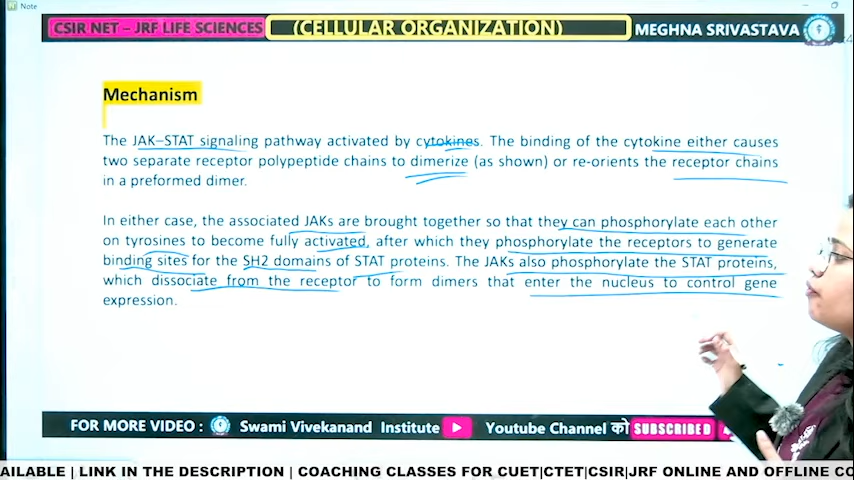 Note
CSIR NET – JRF LIFE SCIENCES (CELLULAR ORGANIZATION) MEGHNA SRIVASTAVA
Mechanism
The JAK–STAT signaling pathway activated by cytokines. The binding of the cytokine either causes
two separate receptor polypeptide chains to dimerize (as shown) or re-orients the receptor chains
in a preformed dimer.
In either case, the associated JAKs are brought together so that they can phosphorylate each other
on tyrosines to become fully activated, after which they phosphorylate the receptors to generate
binding sites for the SH2 domains of STAT proteins. The JAKs also phosphorylate the STAT proteins,
which dissociate from the receptor to form dimers that enter the nucleus to control gene
expression.
FOR MORE VIDEO : Swami Vivekanand Institute Youtube Channel को SUBSCRIBED
AILABLE | LINK IN THE DESCRIPTION | COACHING CLASSES FOR CUET|CTET|CSIR|JRF ONLINE AND OFFLINE CO